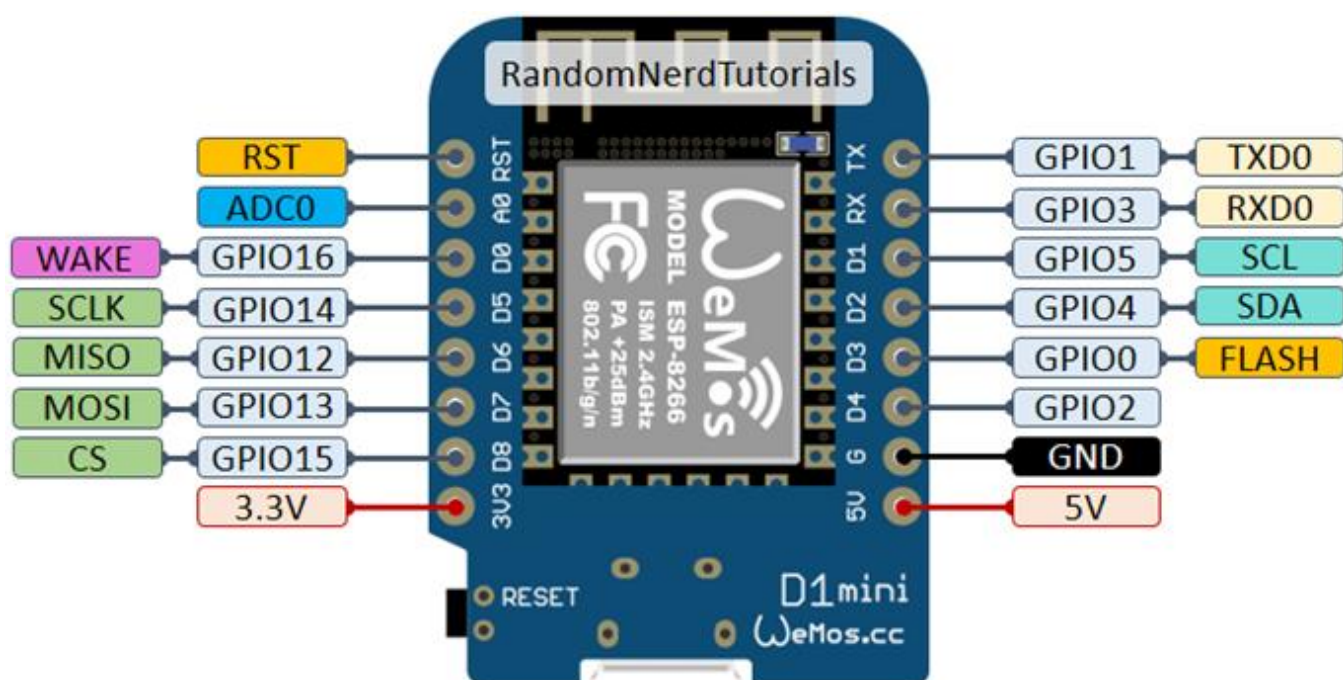 RandomNerdTutorials
RST RST TX GPIO1 TXD0
ADC0 A0 RX GPIO3 RXD0
WAKE GPIO16 D0 D1 GPIO5 SCL
SCLK GPIO14 D5 D2 GPIO4 SDA
MISO GPIO12 D6 D3 GPIO0 FLASH
MOSI GPIO13 D7 D4 GPIO2
CS GPIO15 D8 G GND
3.3V 3V3 5V 5V
WeMos
MODEL ESP-8266
ISM 2.4GHz
PA +25dBm
802.11b/g/n
FC
RESET
D1mini
WeMos.cc